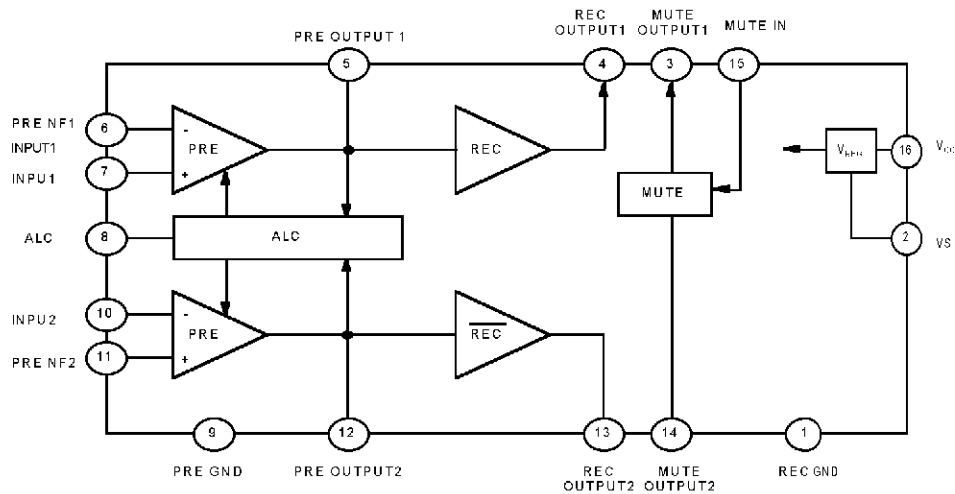 PRE OUTPUT 1
REC
OUTPUT1
MUTE
OUTPUT1
MUTE IN
5
4
3
15
PRE NF1
6
-
PRE
REC
INPUT1
INPU1
7
+
MUTE
16
V_CC
ALC
8
ALC
2
VS
INPU2
10
-
PRE
REC
PRE NF2
11
+
9
12
13
14
1
PRE GND
PRE OUTPUT2
REC
OUTPUT2
MUTE
OUTPUT2
REC GND